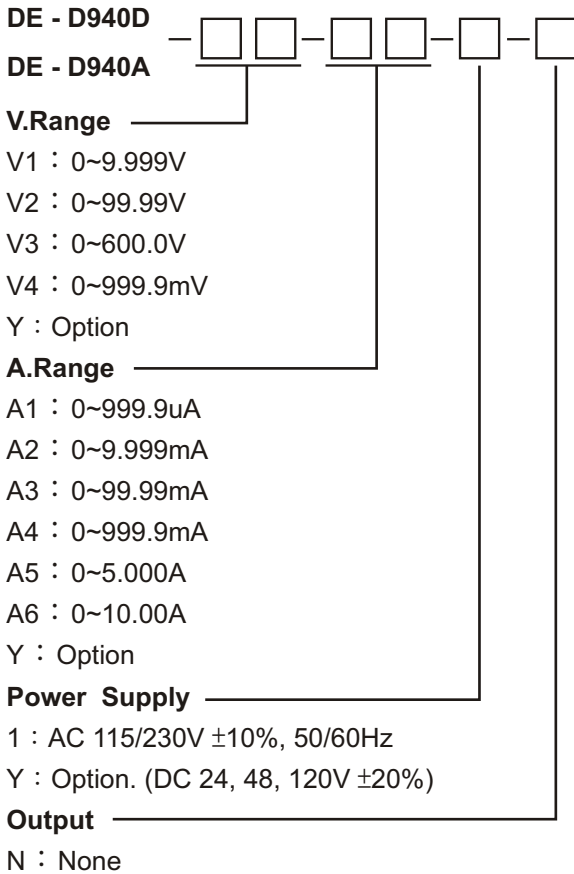 DE - D940D
DE - D940A
V.Range
V1：0~9.999V
V2：0~99.99V
V3：0~600.0V
V4：0~999.9mV
Y：Option
A.Range
A1：0~999.9uA
A2：0~9.999mA
A3：0~99.99mA
A4：0~999.9mA
A5：0~5.000A
A6：0~10.00A
Y：Option
Power Supply
1：AC 115/230V ±10%, 50/60Hz
Y：Option. (DC 24, 48, 120V ±20%)
Output
N：None